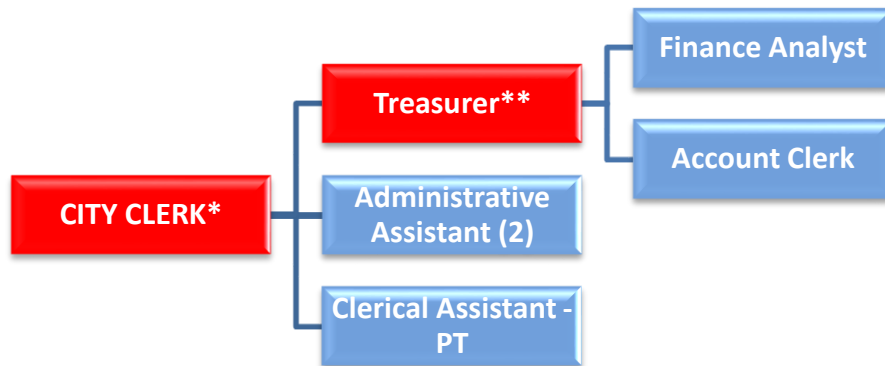 Finance Analyst
Treasurer**
Account Clerk
CITY CLERK*
Administrative
Assistant (2)
Clerical Assistant -
PT